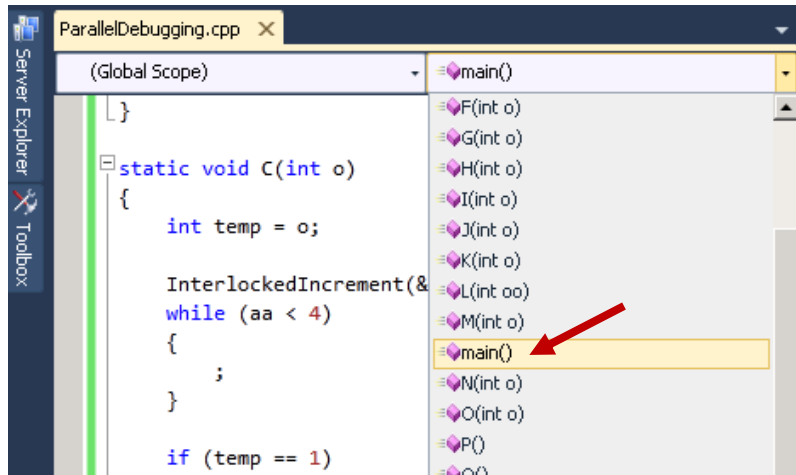 ParallelDebugging.cpp
Server Explorer
Toolbox
(Global Scope)
main()
}
static void C(int o)
{
int temp = o;
InterlockedIncrement(&
while (aa < 4)
{
;
}
if (temp == 1)
F(int o)
G(int o)
H(int o)
I(int o)
J(int o)
K(int o)
L(int oo)
M(int o)
main()
N(int o)
O(int o)
P()